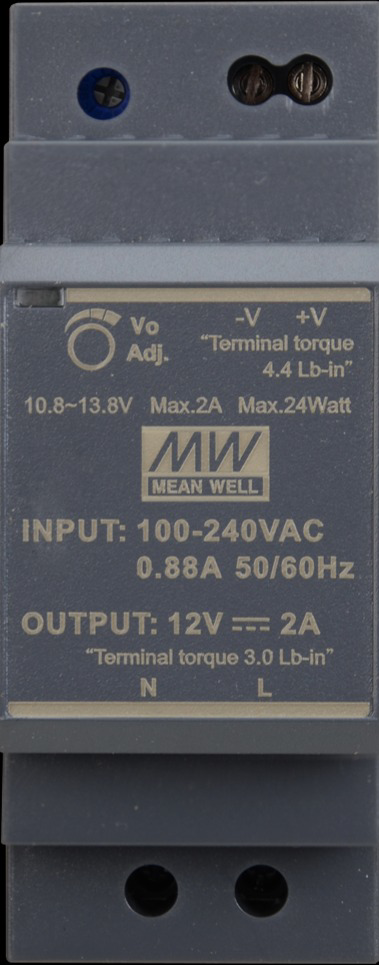 Vo
Adj.
-V +V
“Terminal torque
4.4 Lb-in”
10.8~13.8V Max.2A Max.24Watt
MW
MEAN WELL
INPUT: 100-240VAC
0.88A 50/60Hz
OUTPUT: 12V ⎓ 2A
“Terminal torque 3.0 Lb-in”
N L